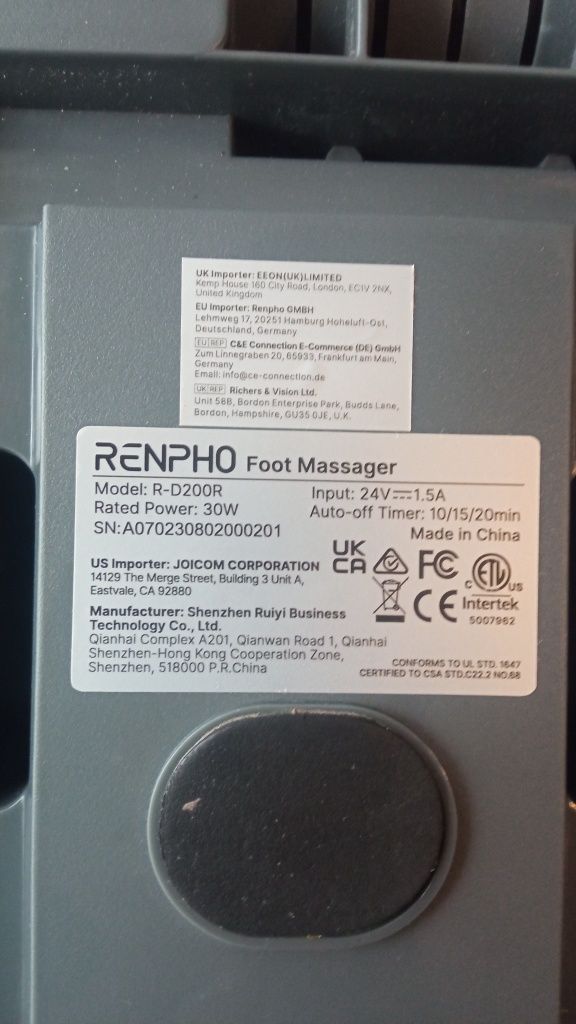 UK Importer: EEON(UK)LIMITED
Kemp House 160 City Road, London, EC1V 2NX,
United Kingdom
EU Importer: Renpho GMBH
Lehmweg 17, 20251 Hamburg Hoheluft-Ost,
Deutschland, Germany
EU REP C&E Connection E-Commerce (DE) GmbH
Zum Linnegraben 20, 65933, Frankfurt am Main,
Germany
Email: info@ce-connection.de
UK REP Richers & Vision Ltd.
Unit 58B, Bordon Enterprise Park, Budds Lane,
Bordon, Hampshire, GU35 0JE, U.K.
RENPHO Foot Massager
Model: R-D200R
Input: 24V⎓1.5A
Rated Power: 30W
Auto-off Timer: 10/15/20min
SN:A070230802000201
Made in China
US Importer: JOICOM CORPORATION
14129 The Merge Street, Building 3 Unit A,
Eastvale, CA 92880
UK
CA
FC
CE
c ETL us
Intertek
5007962
Manufacturer: Shenzhen Ruiyi Business
Technology Co., Ltd.
Qianhai Complex A201, Qianwan Road 1, Qianhai
Shenzhen-Hong Kong Cooperation Zone,
Shenzhen, 518000 P.R.China
CONFORMS TO UL STD. 1647
CERTIFIED TO CSA STD.C22.2 NO.68